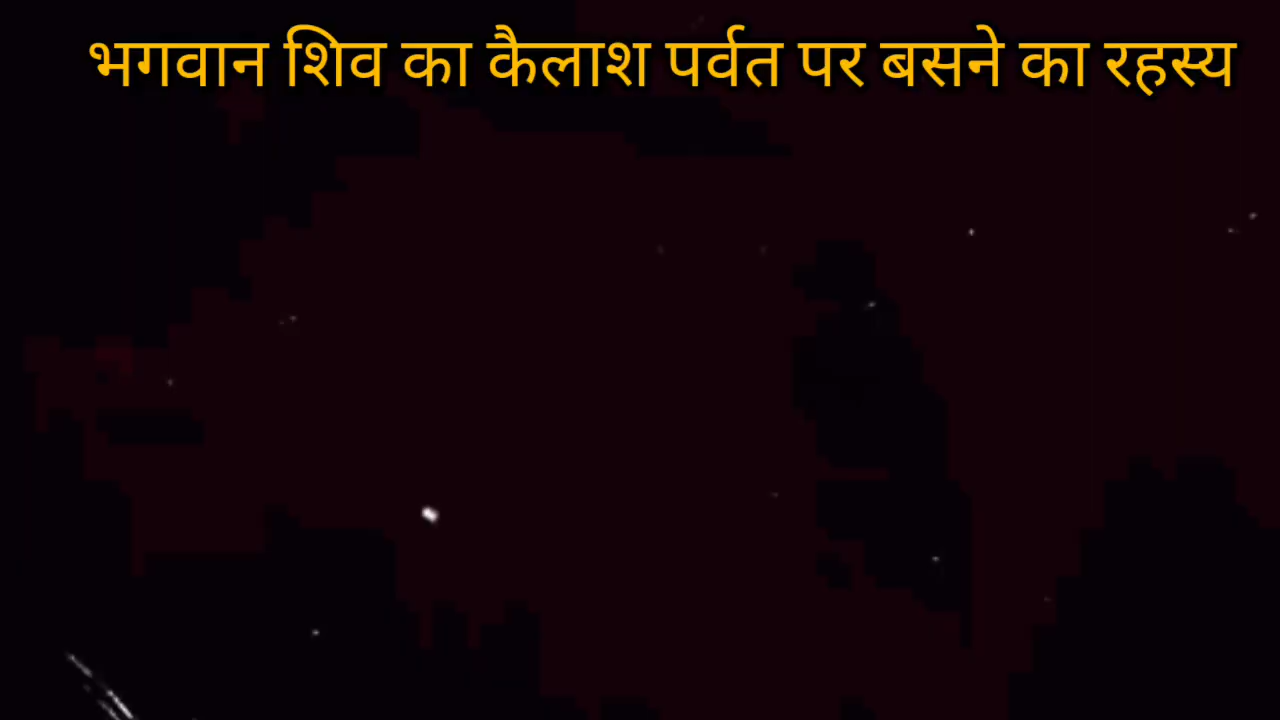 भगवान शिव का कैलाश पर्वत पर बसने का रहस्य